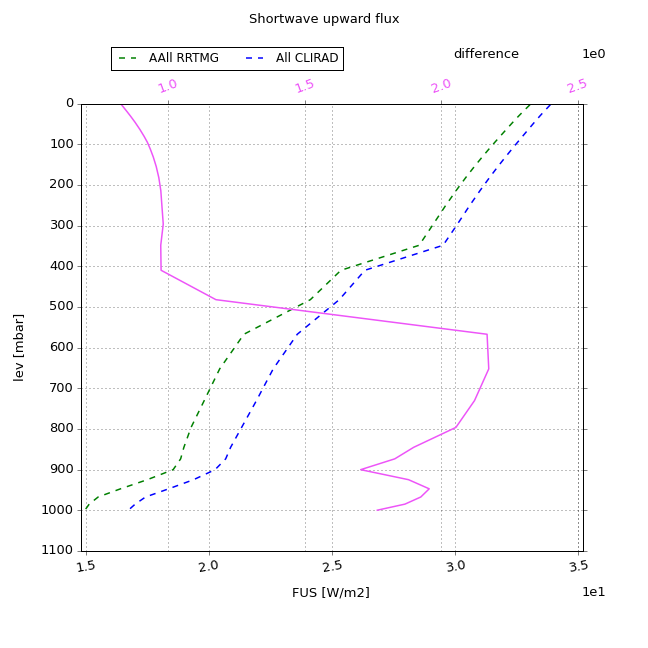 Shortwave upward flux
AAll RRTMG
All CLIRAD
difference
1e0
1.0 1.5 2.0 2.5
0
100
200
300
400
500
600
700
800
900
1000
1100
lev [mbar]
1.5 2.0 2.5 3.0 3.5
FUS [W/m2]
1e1